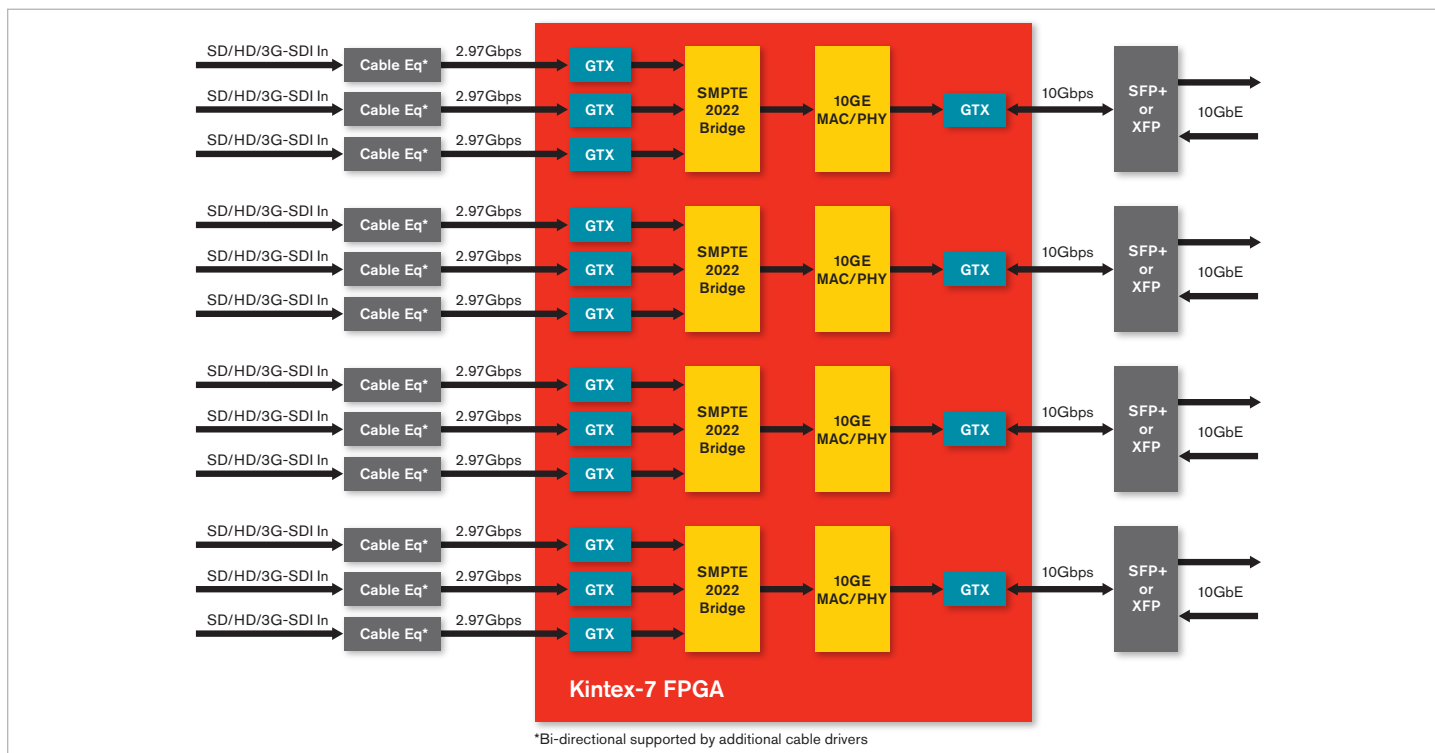 SD/HD/3G-SDI In
Cable Eq*
2.97Gbps
GTX
SD/HD/3G-SDI In
Cable Eq*
2.97Gbps
GTX
SD/HD/3G-SDI In
Cable Eq*
2.97Gbps
GTX
SMPTE
2022
Bridge
10GE
MAC/PHY
GTX
10Gbps
SFP+
or
XFP
10GbE
SD/HD/3G-SDI In
Cable Eq*
2.97Gbps
GTX
SD/HD/3G-SDI In
Cable Eq*
2.97Gbps
GTX
SD/HD/3G-SDI In
Cable Eq*
2.97Gbps
GTX
SMPTE
2022
Bridge
10GE
MAC/PHY
GTX
10Gbps
SFP+
or
XFP
10GbE
SD/HD/3G-SDI In
Cable Eq*
2.97Gbps
GTX
SD/HD/3G-SDI In
Cable Eq*
2.97Gbps
GTX
SD/HD/3G-SDI In
Cable Eq*
2.97Gbps
GTX
SMPTE
2022
Bridge
10GE
MAC/PHY
GTX
10Gbps
SFP+
or
XFP
10GbE
SD/HD/3G-SDI In
Cable Eq*
2.97Gbps
GTX
SD/HD/3G-SDI In
Cable Eq*
2.97Gbps
GTX
SD/HD/3G-SDI In
Cable Eq*
2.97Gbps
GTX
SMPTE
2022
Bridge
10GE
MAC/PHY
GTX
10Gbps
SFP+
or
XFP
10GbE
Kintex-7 FPGA
*Bi-directional supported by additional cable drivers